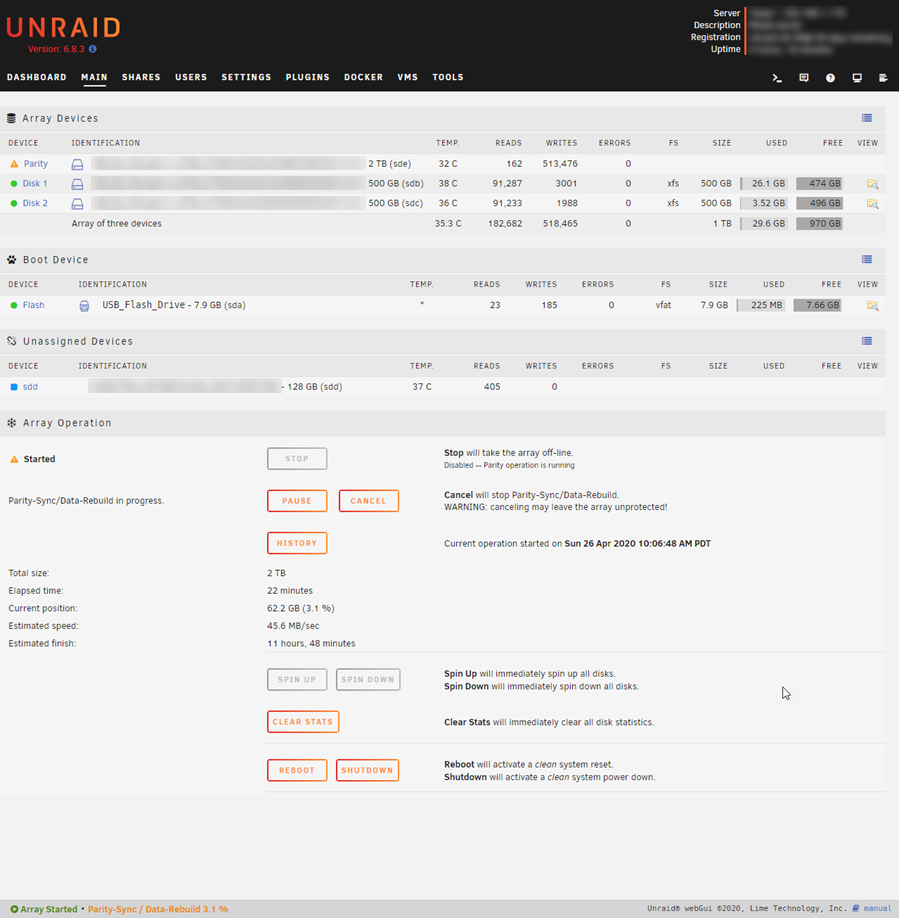 UNRAID
Version: 6.8.3
Server
Description
Registration
Uptime
DASHBOARD MAIN SHARES USERS SETTINGS PLUGINS DOCKER VMS TOOLS
Array Devices
DEVICE IDENTIFICATION TEMP. READS WRITES ERRORS FS SIZE USED FREE VIEW
Parity 2 TB (sde) 32 C 162 513,476 0
Disk 1 500 GB (sdb) 38 C 91,287 3001 0 xfs 500 GB 26.1 GB 474 GB
Disk 2 500 GB (sdc) 36 C 91,233 1988 0 xfs 500 GB 3.52 GB 496 GB
Array of three devices 35.3 C 182,682 518,465 0 1 TB 29.6 GB 970 GB
Boot Device
DEVICE IDENTIFICATION TEMP. READS WRITES ERRORS FS SIZE USED FREE VIEW
Flash USB_Flash_Drive - 7.9 GB (sda) * 23 185 0 vfat 7.9 GB 225 MB 7.66 GB
Unassigned Devices
DEVICE IDENTIFICATION TEMP. READS WRITES ERRORS FS SIZE USED FREE VIEW
sdd - 128 GB (sdd) 37 C 405 0
Array Operation
Started STOP Stop will take the array off-line.
Disabled -- Parity operation is running
Parity-Sync/Data-Rebuild in progress. PAUSE CANCEL Cancel will stop Parity-Sync/Data-Rebuild.
WARNING: canceling may leave the array unprotected!
HISTORY Current operation started on Sun 26 Apr 2020 10:06:48 AM PDT
Total size: 2 TB
Elapsed time: 22 minutes
Current position: 62.2 GB (3.1 %)
Estimated speed: 45.6 MB/sec
Estimated finish: 11 hours, 48 minutes
SPIN UP SPIN DOWN Spin Up will immediately spin up all disks.
Spin Down will immediately spin down all disks.
CLEAR STATS Clear Stats will immediately clear all disk statistics.
REBOOT SHUTDOWN Reboot will activate a clean system reset.
Shutdown will activate a clean system power down.
Array Started • Parity-Sync / Data-Rebuild 3.1 % Unraid® webGui ©2020, Lime Technology, Inc. manual